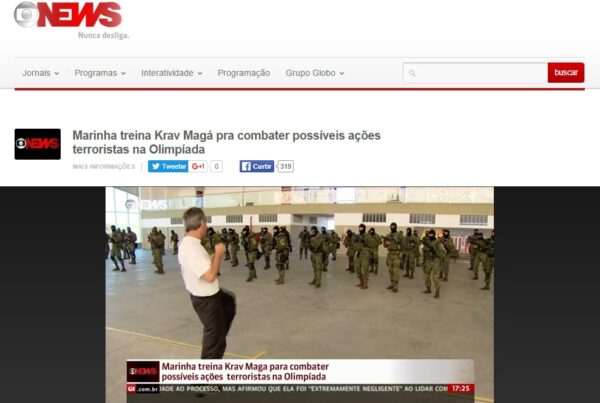 NEWS
Nunca desliga.
Jornais Programas Interatividade Programação Grupo Globo buscar
NEWS
Marinha treina Krav Magá pra combater possíveis ações
terroristas na Olimpíada
MAIS INFORMAÇÕES Tweetar G+1 0 Curtir 319
NEWS
NEWS
Marinha treina Krav Maga para combater
possíveis ações terroristas na Olimpíada
.com.br DADE AO PROCESSO, MAS AFIRMOU QUE ELA FOI "EXTREMAMENTE NEGLIGENTE" AO LIDAR COM 17:25